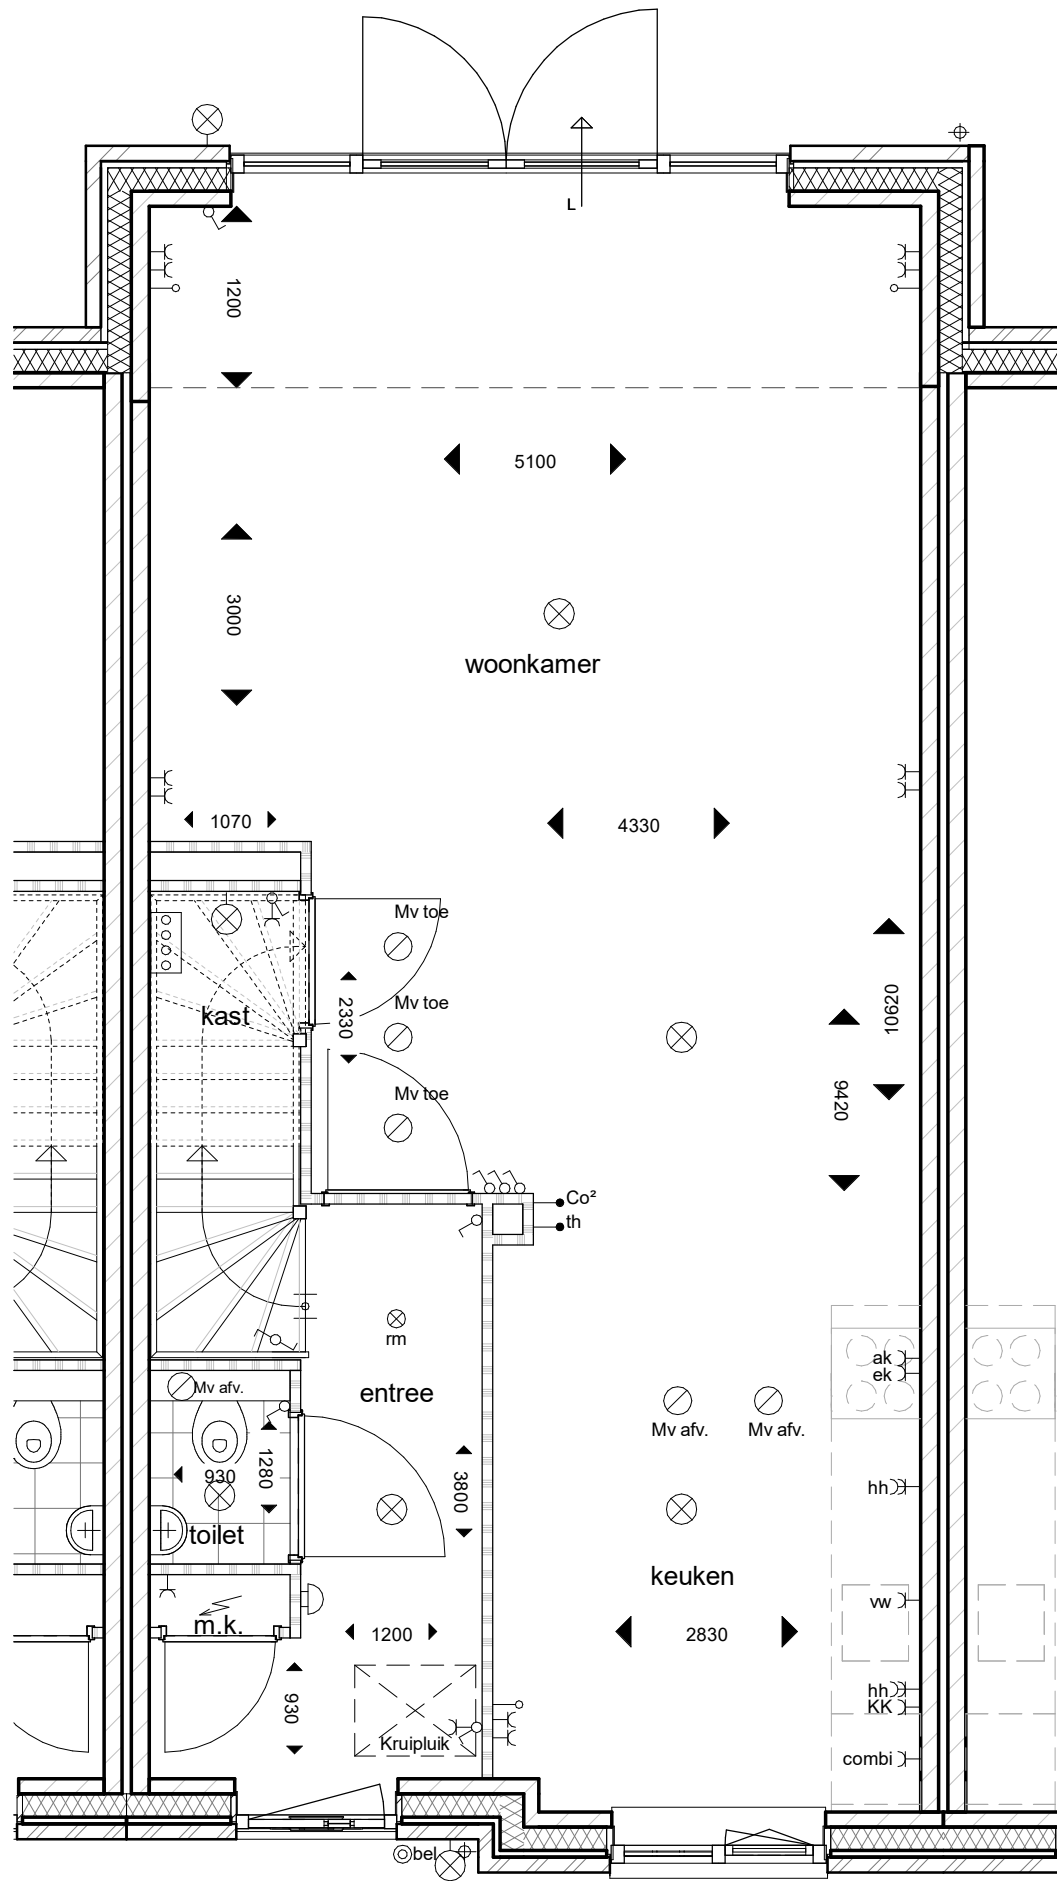 L
1200
5100
3000
woonkamer
1070
4330
Mv toe
Mv toe
2330
Mv toe
kast
10620
9420
Co²
th
rm
ak
ek
Mv afv.
entree
Mv afv.
Mv afv.
930
1280
3800
hh
toilet
keuken
vw
m.k.
1200
2830
930
Kruipluik
hh
KK
combi
bel